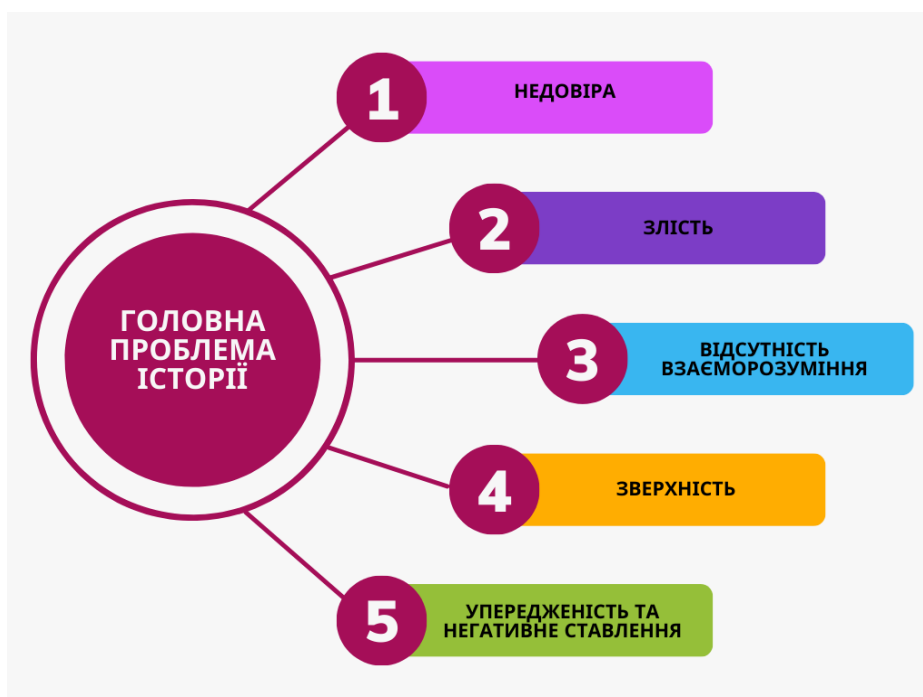 ГОЛОВНА
ПРОБЛЕМА
ІСТОРІЇ
1
НЕДОВІРА
2
ЗЛІСТЬ
3
ВІДСУТНІСТЬ
ВЗАЄМОРОЗУМІННЯ
4
ЗВЕРХНІСТЬ
5
УПЕРЕДЖЕНІСТЬ ТА
НЕГАТИВНЕ СТАВЛЕННЯ